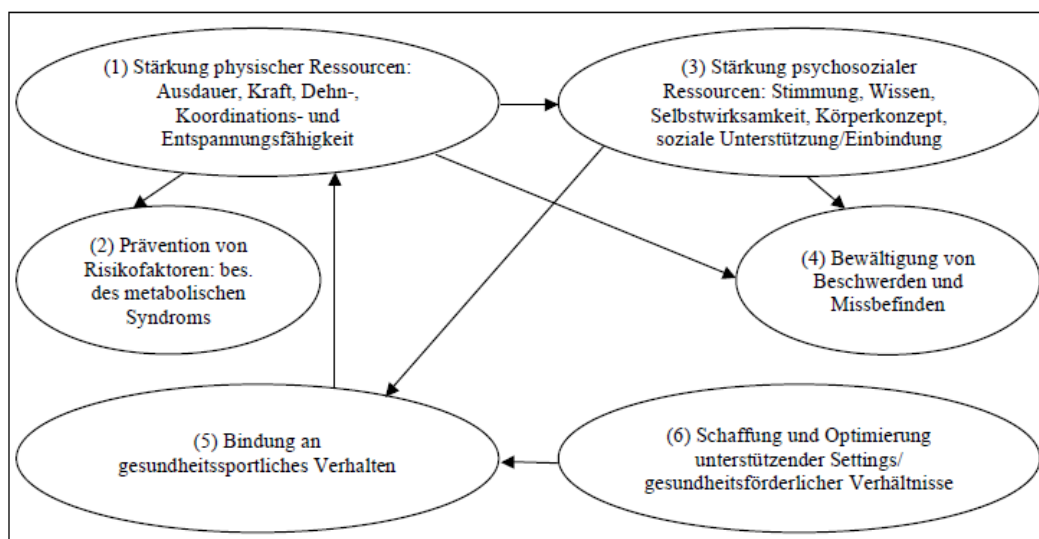 (1) Stärkung physischer Ressourcen:
Ausdauer, Kraft, Dehn-,
Koordinations- und
Entspannungsfähigkeit
(3) Stärkung psychosozialer
Ressourcen: Stimmung, Wissen,
Selbstwirksamkeit, Körperkonzept,
soziale Unterstützung/Einbindung
(2) Prävention von
Risikofaktoren: bes.
des metabolischen
Syndroms
(4) Bewältigung von
Beschwerden und
Missbefinden
(5) Bindung an
gesundheitssportliches Verhalten
(6) Schaffung und Optimierung
unterstützender Settings/
gesundheitsförderlicher Verhältnisse